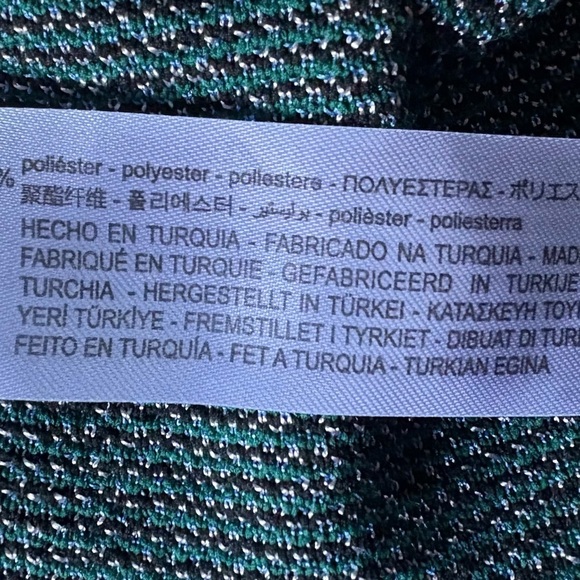 % poliéster - polyester - poliestere - ΠΟΛΥΕΣΤΕΡΑΣ - ポリエス
聚酯纤维 - 폴리에스터 - بوليستير - poliéster - poliesterra
HECHO EN TURQUIA - FABRICADO NA TURQUIA - MAD
FABRIQUÉ EN TURQUIE - GEFABRICEERD IN TURKIJE
TURCHIA - HERGESTELLT IN TÜRKEI - ΚΑΤΑΣΚΕΥΗ ΤΟΥ
YERİ TÜRKİYE - FREMSTILLET I TYRKIET - DIBUAT DI TUR
FEITO EN TURQUÍA - FET A TURQUIA - TURKIAN EGINA